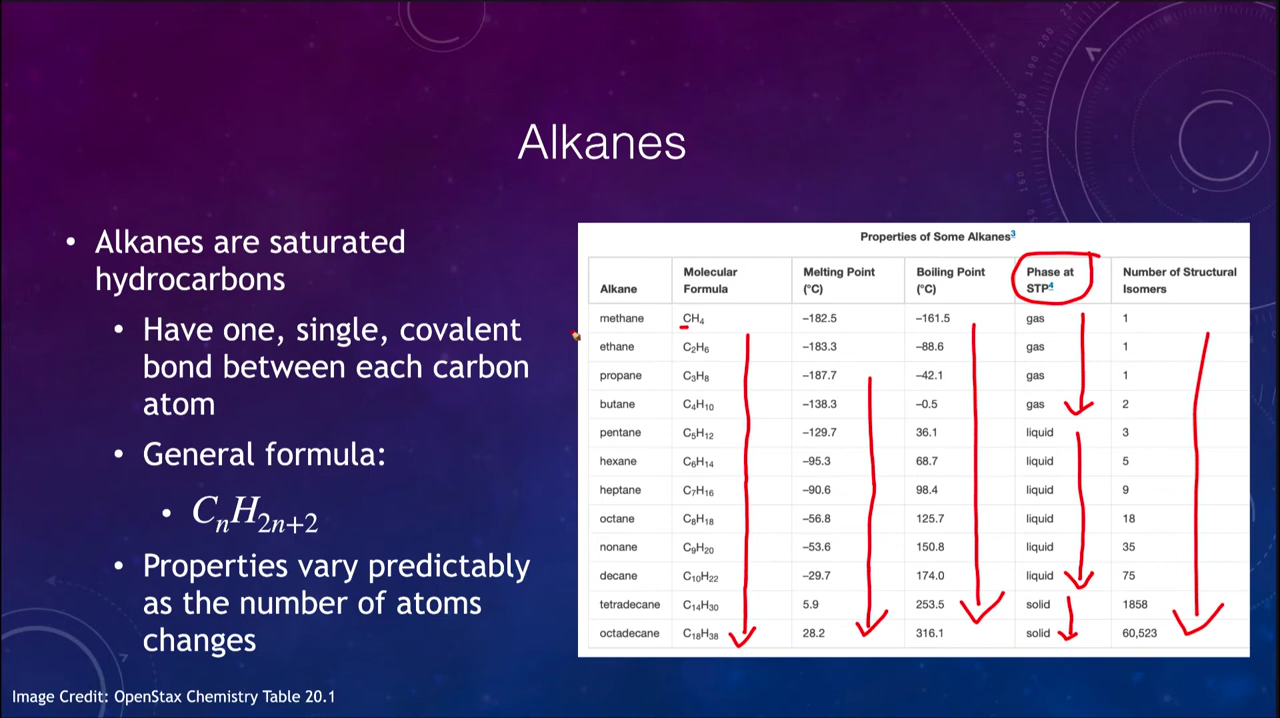 Alkanes
• Alkanes are saturated
hydrocarbons
• Have one, single, covalent
bond between each carbon
atom
• General formula:
• CₙH₂ₙ₊₂
• Properties vary predictably
as the number of atoms
changes
Properties of Some Alkanes³
Alkane Molecular Formula Melting Point (°C) Boiling Point (°C) Phase at STP⁴ Number of Structural Isomers
methane CH₄ –182.5 –161.5 gas 1
ethane C₂H₆ –183.3 –88.6 gas 1
propane C₃H₈ –187.7 –42.1 gas 1
butane C₄H₁₀ –138.3 –0.5 gas 2
pentane C₅H₁₂ –129.7 36.1 liquid 3
hexane C₆H₁₄ –95.3 68.7 liquid 5
heptane C₇H₁₆ –90.6 98.4 liquid 9
octane C₈H₁₈ –56.8 125.7 liquid 18
nonane C₉H₂₀ –53.6 150.8 liquid 35
decane C₁₀H₂₂ –29.7 174.0 liquid 75
tetradecane C₁₄H₃₀ 5.9 253.5 solid 1858
octadecane C₁₈H₃₈ 28.2 316.1 solid 60,523
Image Credit: OpenStax Chemistry Table 20.1